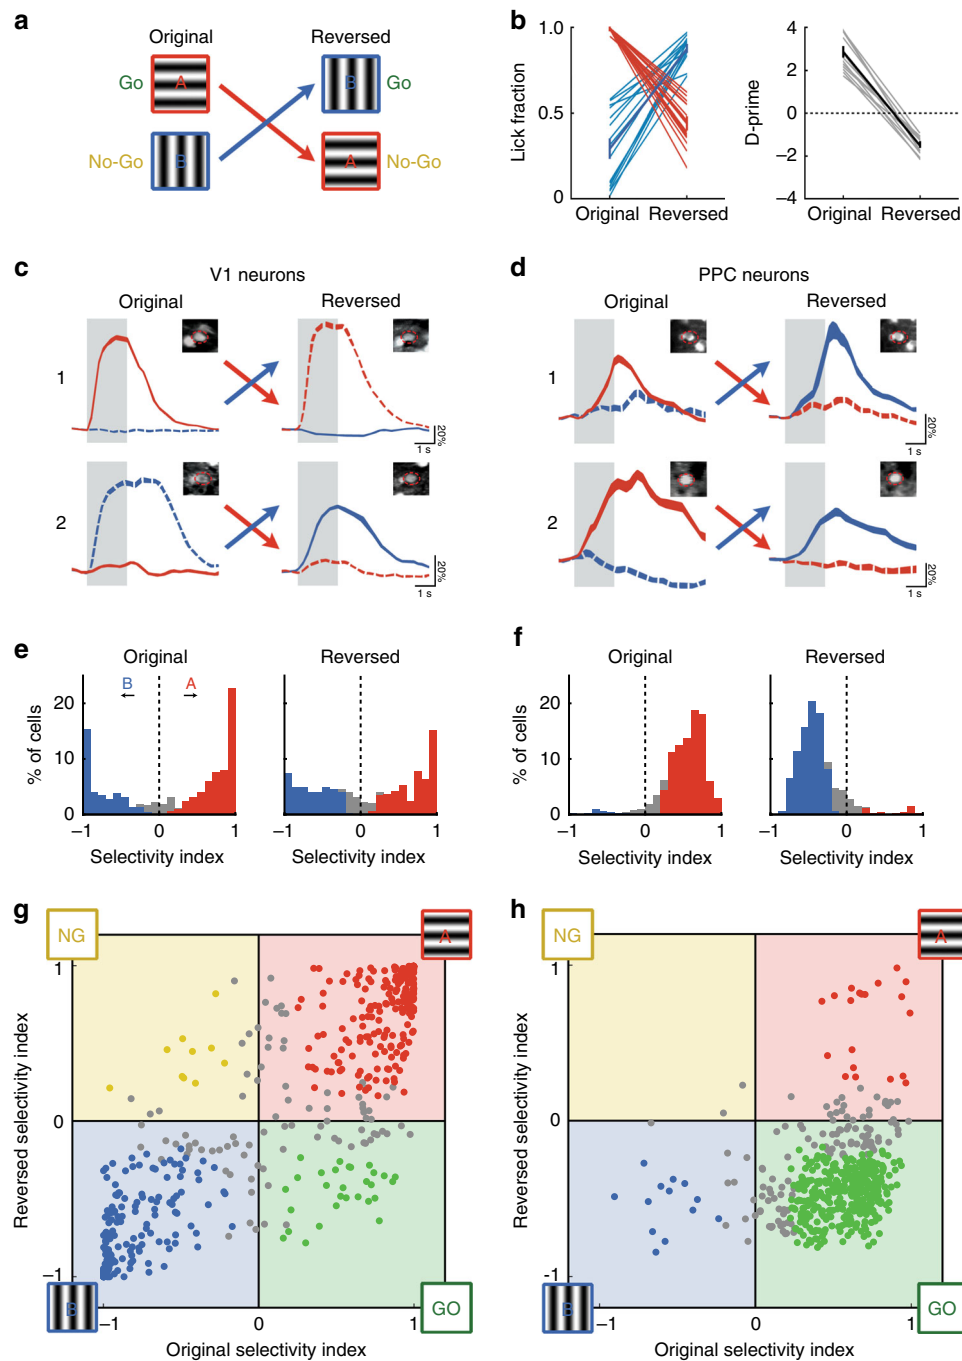 a
Original
Reversed
Go
A
B
Go
No-Go
B
A
No-Go
b
Lick fraction
1.0
0.5
0
Original
Reversed
D-prime
4
2
0
−2
−4
Original
Reversed
c
V1 neurons
Original
Reversed
1
20%
1 s
2
20%
1 s
d
PPC neurons
Original
Reversed
1
20%
1 s
2
20%
1 s
e
Original
Reversed
B
A
% of cells
20
10
0
−1
0
1
−1
0
1
Selectivity index
Selectivity index
f
Original
Reversed
20
10
0
−1
0
1
−1
0
1
Selectivity index
Selectivity index
g
NG
A
Reversed selectivity index
1
0
−1
B
GO
−1
0
1
Original selectivity index
h
NG
A
Reversed selectivity index
1
0
-1
B
GO
−1
0
1
Original selectivity index